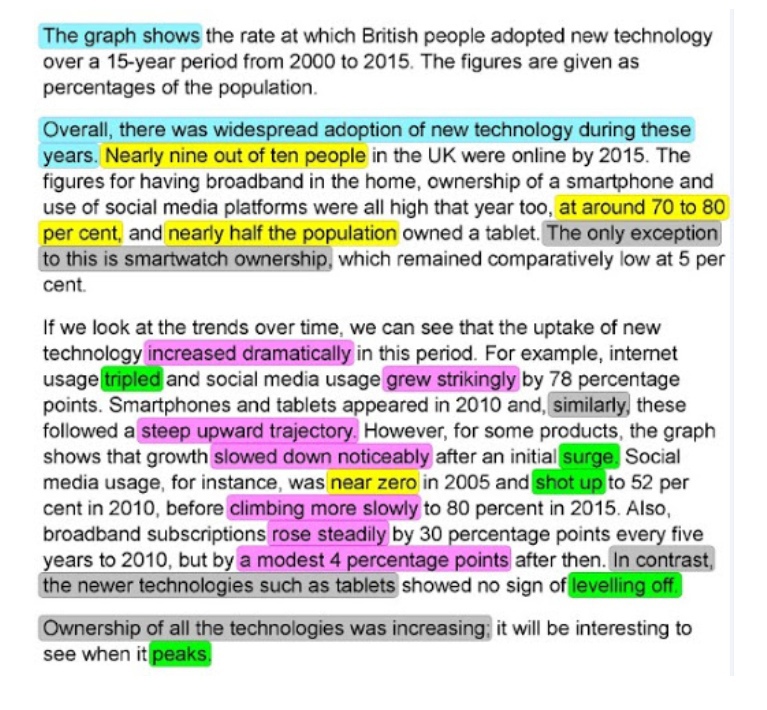 The graph shows the rate at which British people adopted new technology
over a 15-year period from 2000 to 2015. The figures are given as
percentages of the population.
Overall, there was widespread adoption of new technology during these
years. Nearly nine out of ten people in the UK were online by 2015. The
figures for having broadband in the home, ownership of a smartphone and
use of social media platforms were all high that year too, at around 70 to 80
per cent, and nearly half the population owned a tablet. The only exception
to this is smartwatch ownership, which remained comparatively low at 5 per
cent.
If we look at the trends over time, we can see that the uptake of new
technology increased dramatically in this period. For example, internet
usage tripled and social media usage grew strikingly by 78 percentage
points. Smartphones and tablets appeared in 2010 and, similarly, these
followed a steep upward trajectory. However, for some products, the graph
shows that growth slowed down noticeably after an initial surge. Social
media usage, for instance, was near zero in 2005 and shot up to 52 per
cent in 2010, before climbing more slowly to 80 percent in 2015. Also,
broadband subscriptions rose steadily by 30 percentage points every five
years to 2010, but by a modest 4 percentage points after then. In contrast,
the newer technologies such as tablets showed no sign of levelling off.
Ownership of all the technologies was increasing; it will be interesting to
see when it peaks.